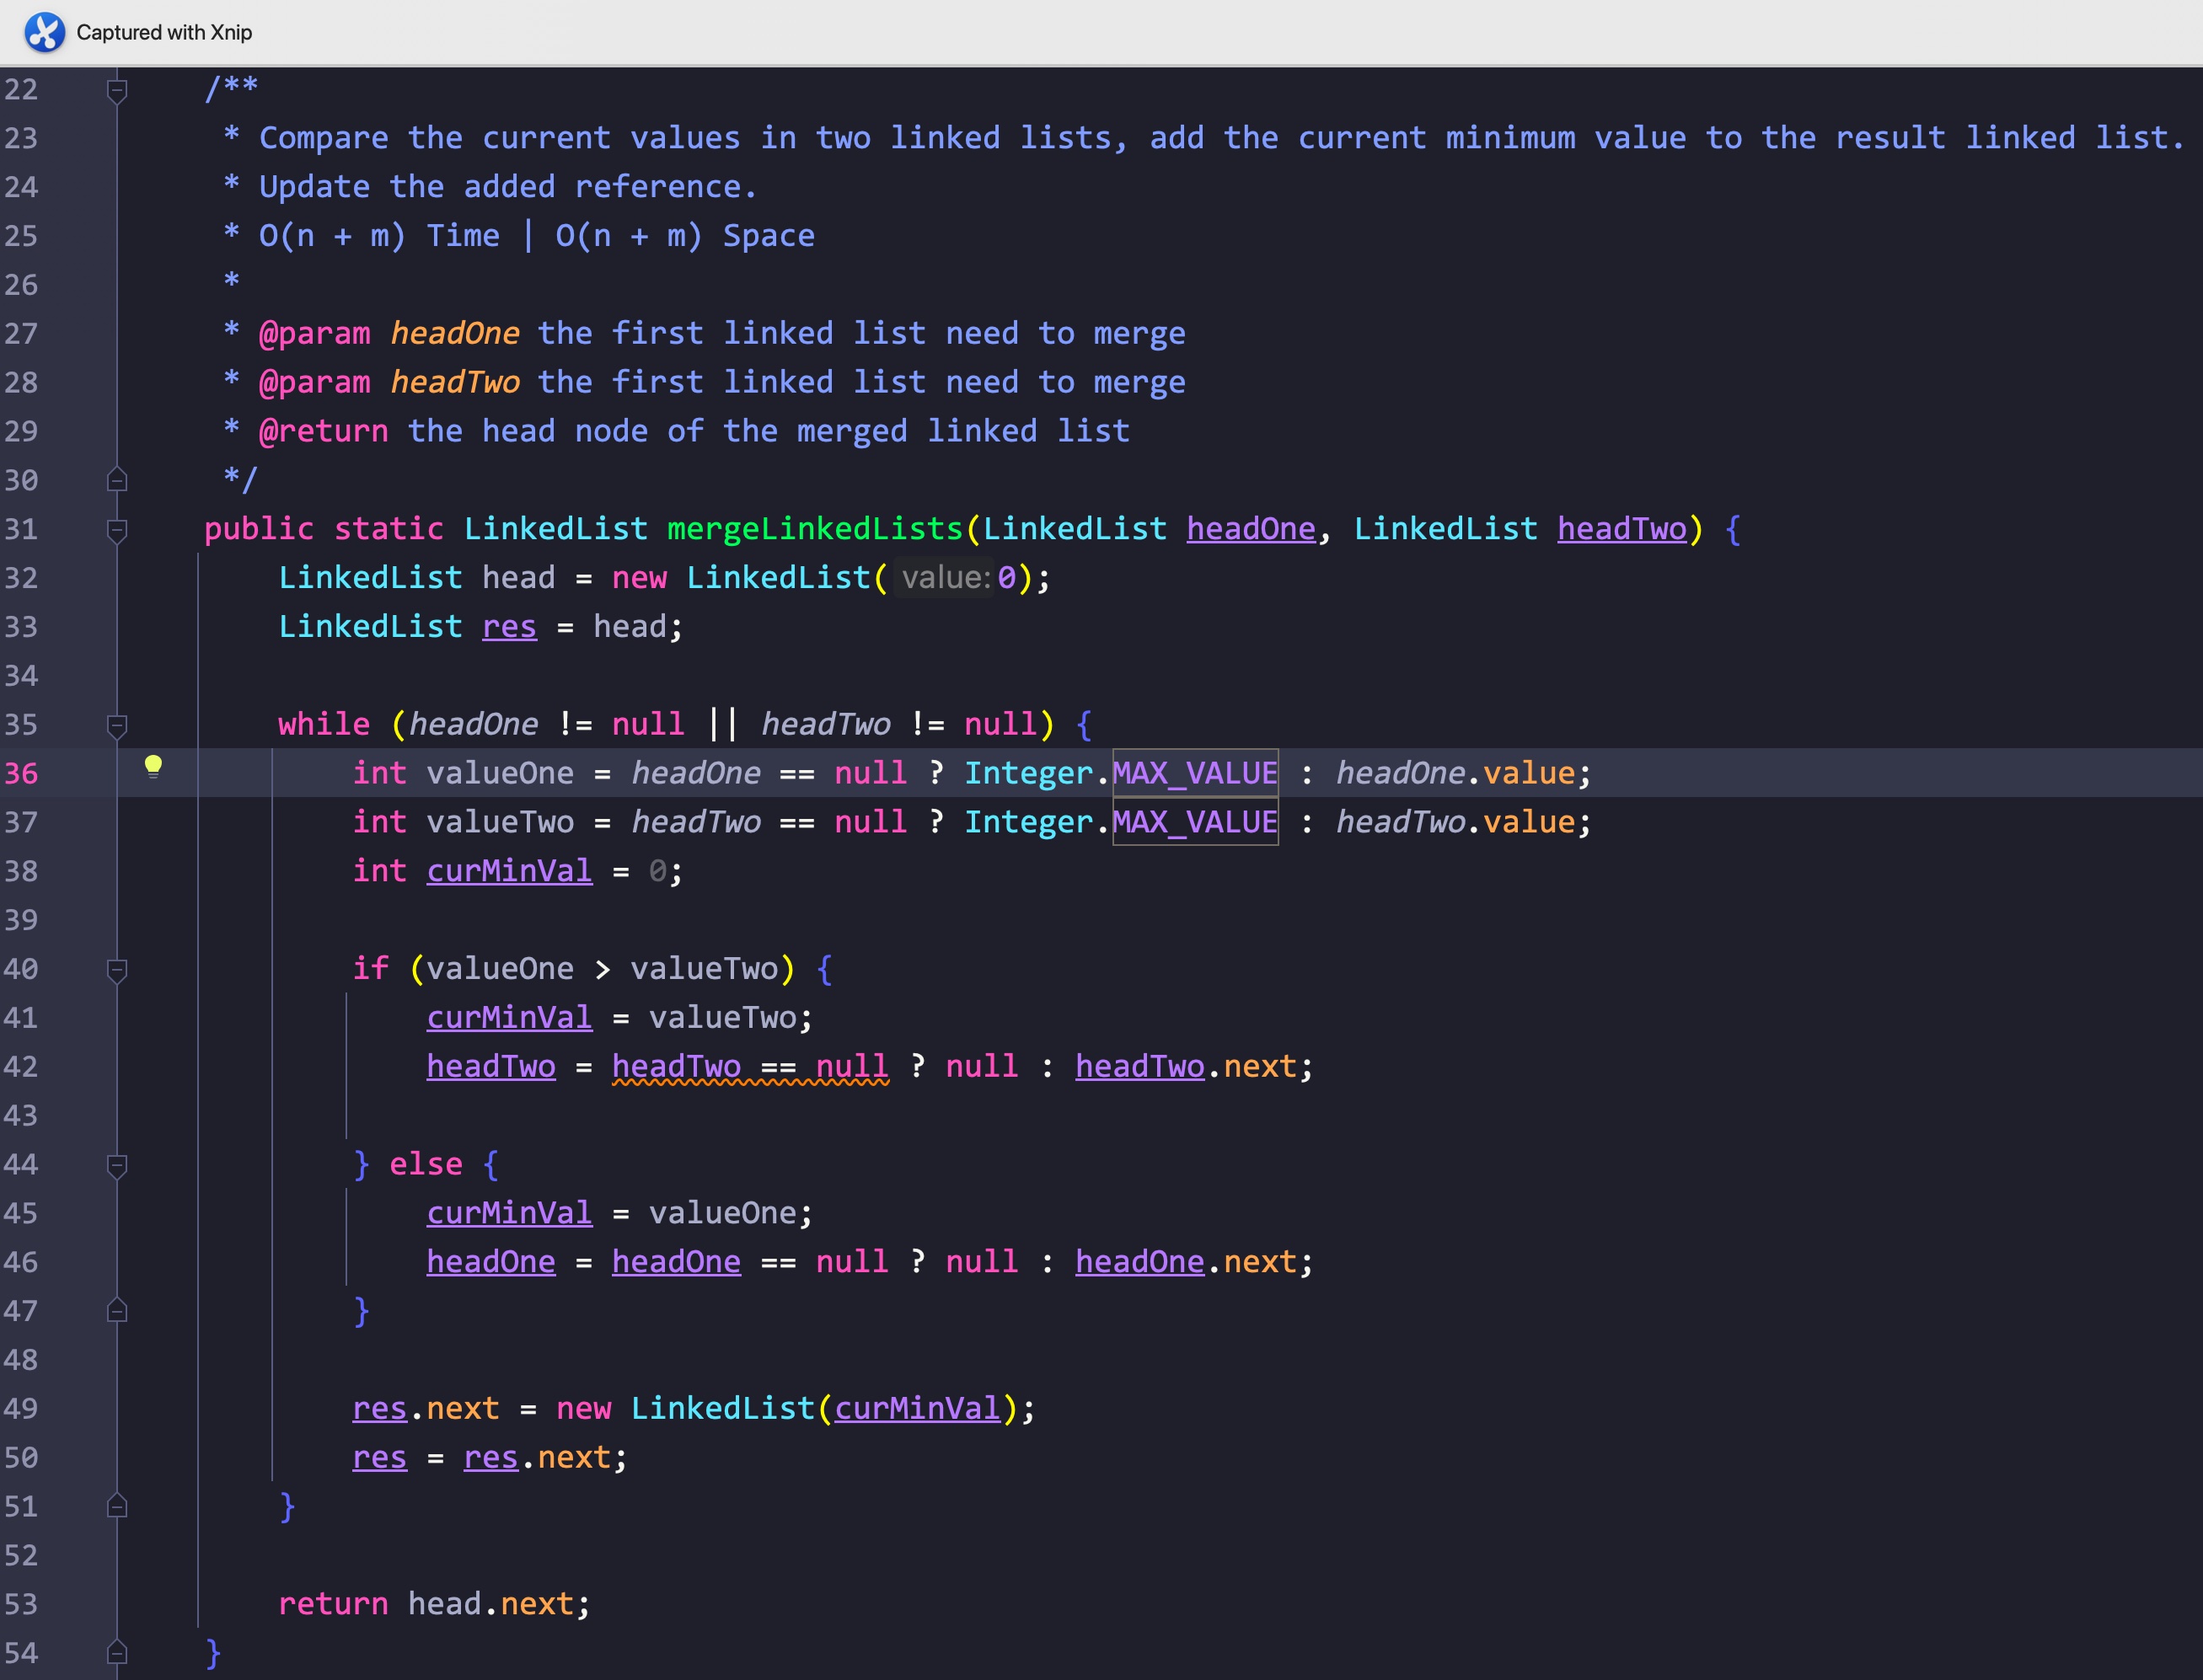 Captured with Xnip
22 /**
23 * Compare the current values in two linked lists, add the current minimum value to the result linked list.
24 * Update the added reference.
25 * O(n + m) Time | O(n + m) Space
26 *
27 * @param headOne the first linked list need to merge
28 * @param headTwo the first linked list need to merge
29 * @return the head node of the merged linked list
30 */
31 public static LinkedList mergeLinkedLists(LinkedList headOne, LinkedList headTwo) {
32 LinkedList head = new LinkedList( value: 0);
33 LinkedList res = head;
34
35 while (headOne != null || headTwo != null) {
36 int valueOne = headOne == null ? Integer.MAX_VALUE : headOne.value;
37 int valueTwo = headTwo == null ? Integer.MAX_VALUE : headTwo.value;
38 int curMinVal = 0;
39
40 if (valueOne > valueTwo) {
41 curMinVal = valueTwo;
42 headTwo = headTwo == null ? null : headTwo.next;
43
44 } else {
45 curMinVal = valueOne;
46 headOne = headOne == null ? null : headOne.next;
47 }
48
49 res.next = new LinkedList(curMinVal);
50 res = res.next;
51 }
52
53 return head.next;
54 }